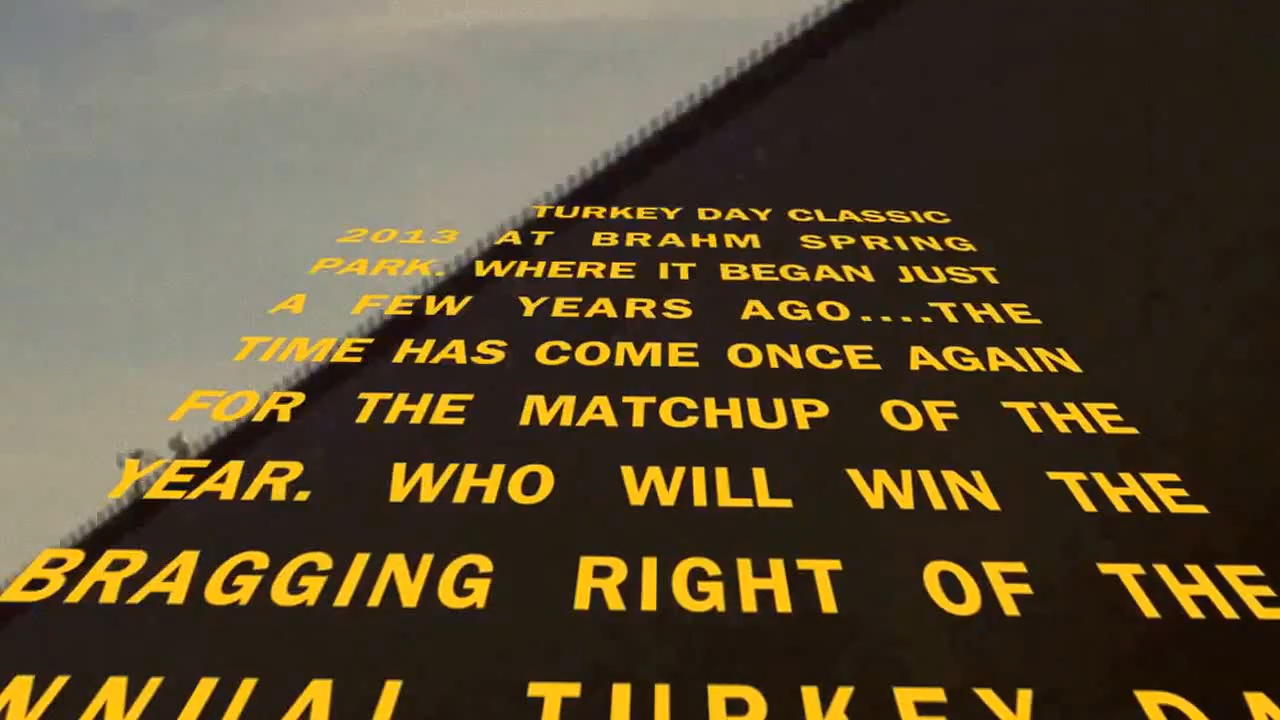 TURKEY DAY CLASSIC
2013 AT BRAHM SPRING
PARK. WHERE IT BEGAN JUST
A FEW YEARS AGO....THE
TIME HAS COME ONCE AGAIN
FOR THE MATCHUP OF THE
YEAR. WHO WILL WIN THE
BRAGGING RIGHT OF THE
TURKEY